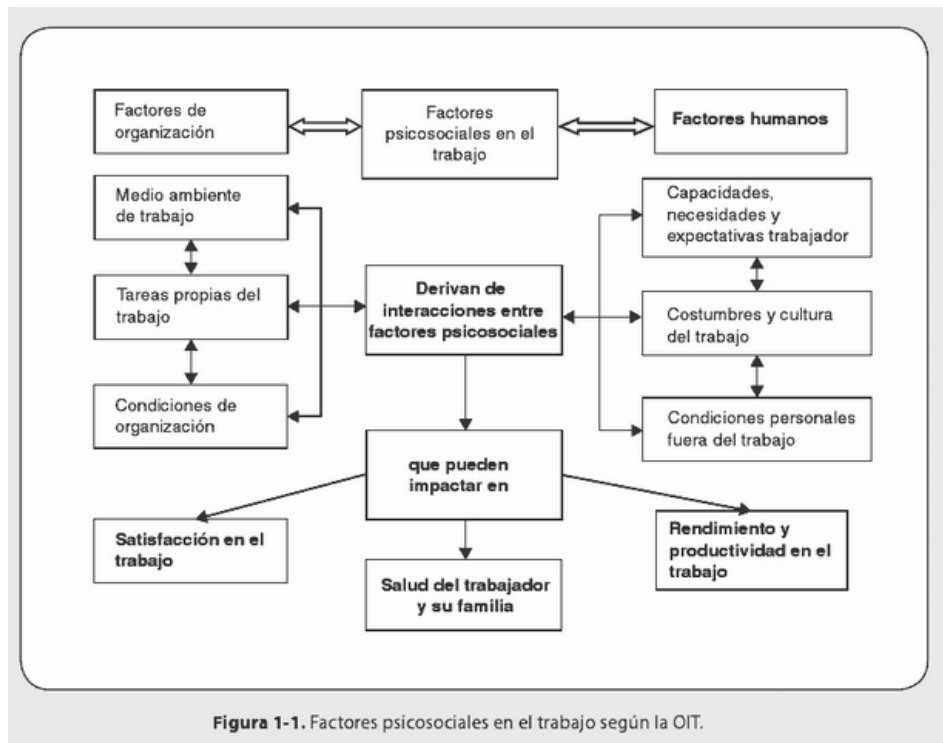 Factores de
organización
Factores
psicosociales en el
trabajo
Factores humanos
Medio ambiente
de trabajo
Capacidades,
necesidades y
expectativas trabajador
Tareas propias del
trabajo
Derivan de
interacciones entre
factores psicosociales
Costumbres y cultura
del trabajo
Condiciones de
organización
Condiciones personales
fuera del trabajo
que pueden
impactar en
Satisfacción en el
trabajo
Salud del trabajador
y su familia
Rendimiento y
productividad en el
trabajo
Figura 1-1. Factores psicosociales en el trabajo según la OIT.